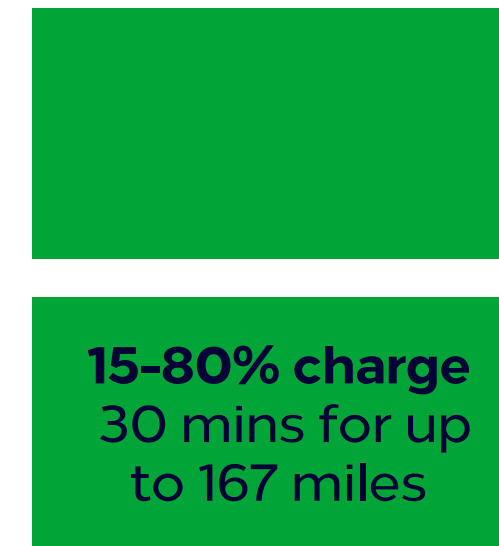 15-80% charge
30 mins for up
to 167 miles